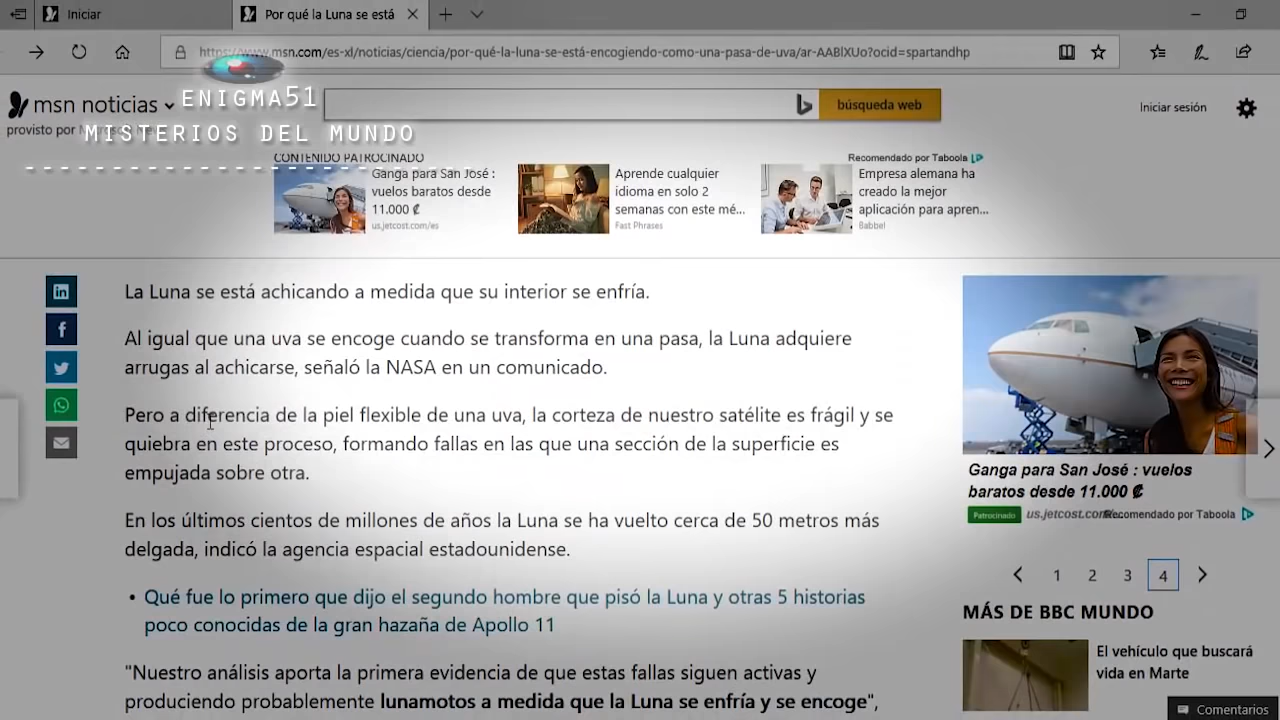 Iniciar
Por qué la Luna se está
https://www.msn.com/es-xl/noticias/ciencia/por-qué-la-luna-se-está-encogiendo-como-una-pasa-de-uva/ar-AABlXUo?ocid=spartandhp
msn noticias
provisto por
ENIGMA51
MISTERIOS DEL MUNDO
búsqueda web
Iniciar sesión
CONTENIDO PATROCINADO
Recomendado por Taboola
Ganga para San José :
vuelos baratos desde
11.000 ₡
us.jetcost.com/es
Aprende cualquier
idioma en solo 2
semanas con este mé...
Fast Phrases
Empresa alemana ha
creado la mejor
aplicación para apren...
Babbel
La Luna se está achicando a medida que su interior se enfría.
Al igual que una uva se encoge cuando se transforma en una pasa, la Luna adquiere
arrugas al achicarse, señaló la NASA en un comunicado.
Pero a diferencia de la piel flexible de una uva, la corteza de nuestro satélite es frágil y se
quiebra en este proceso, formando fallas en las que una sección de la superficie es
empujada sobre otra.
En los últimos cientos de millones de años la Luna se ha vuelto cerca de 50 metros más
delgada, indicó la agencia espacial estadounidense.
• Qué fue lo primero que dijo el segundo hombre que pisó la Luna y otras 5 historias
poco conocidas de la gran hazaña de Apollo 11
"Nuestro análisis aporta la primera evidencia de que estas fallas siguen activas y
produciendo probablemente lunamotos a medida que la Luna se enfría y se encoge",
Ganga para San José : vuelos
baratos desde 11.000 ₡
Patrocinado us.jetcost.com Recomendado por Taboola
1 2 3 4
MÁS DE BBC MUNDO
El vehículo que buscará
vida en Marte
Comentarios